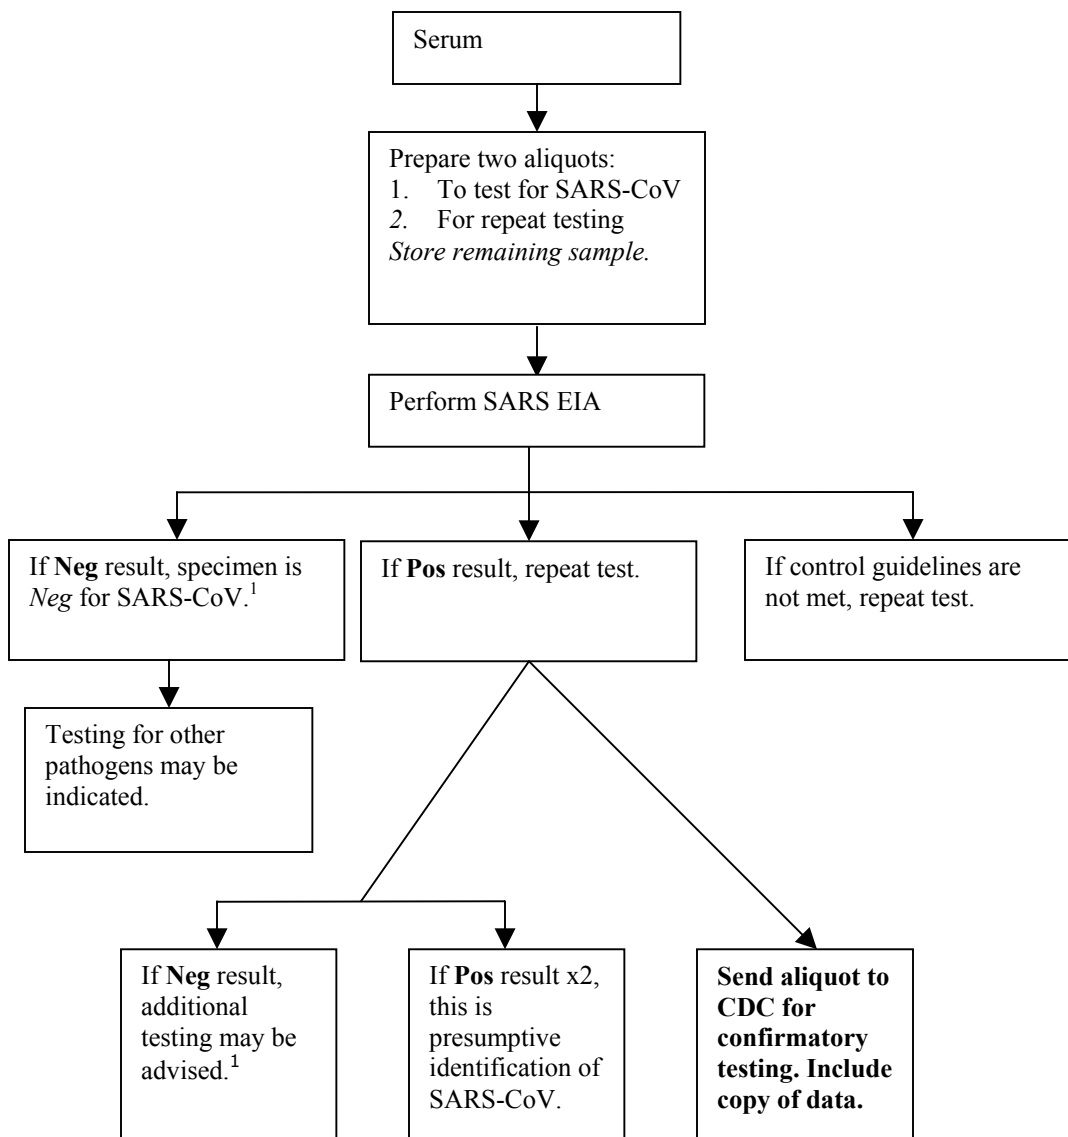 Serum
Prepare two aliquots:
1. To test for SARS-CoV
2. For repeat testing
Store remaining sample.
Perform SARS EIA
If Neg result, specimen is
Neg for SARS-CoV.¹
If Pos result, repeat test.
If control guidelines are
not met, repeat test.
Testing for other
pathogens may be
indicated.
If Neg result,
additional
testing may be
advised.¹
If Pos result x2,
this is
presumptive
identification of
SARS-CoV.
Send aliquot to
CDC for
confirmatory
testing. Include
copy of data.